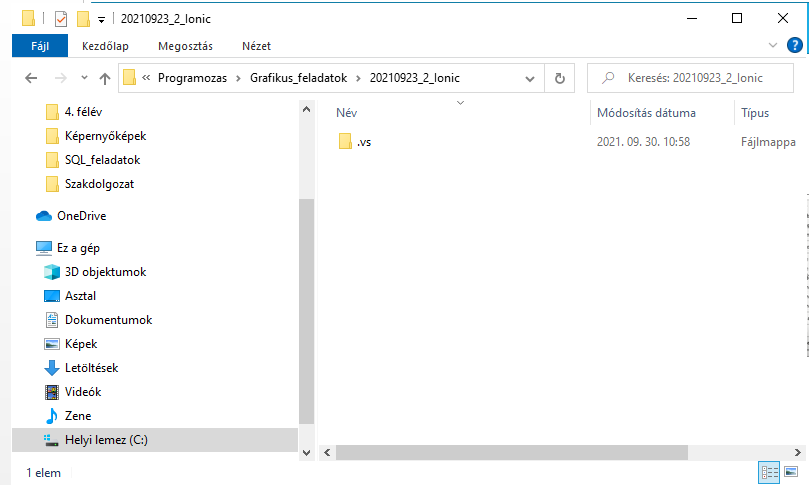 20210923_2_Ionic
Fájl Kezdőlap Megosztás Nézet
« Programozas > Grafikus_feladatok > 20210923_2_Ionic
Keresés: 20210923_2_Ionic
4. félév
Képernyőképek
SQL_feladatok
Szakdolgozat
OneDrive
Ez a gép
3D objektumok
Asztal
Dokumentumok
Képek
Letöltések
Videók
Zene
Helyi lemez (C:)
Név Módosítás dátuma Típus
.vs 2021. 09. 30. 10:58 Fájlmappa
1 elem